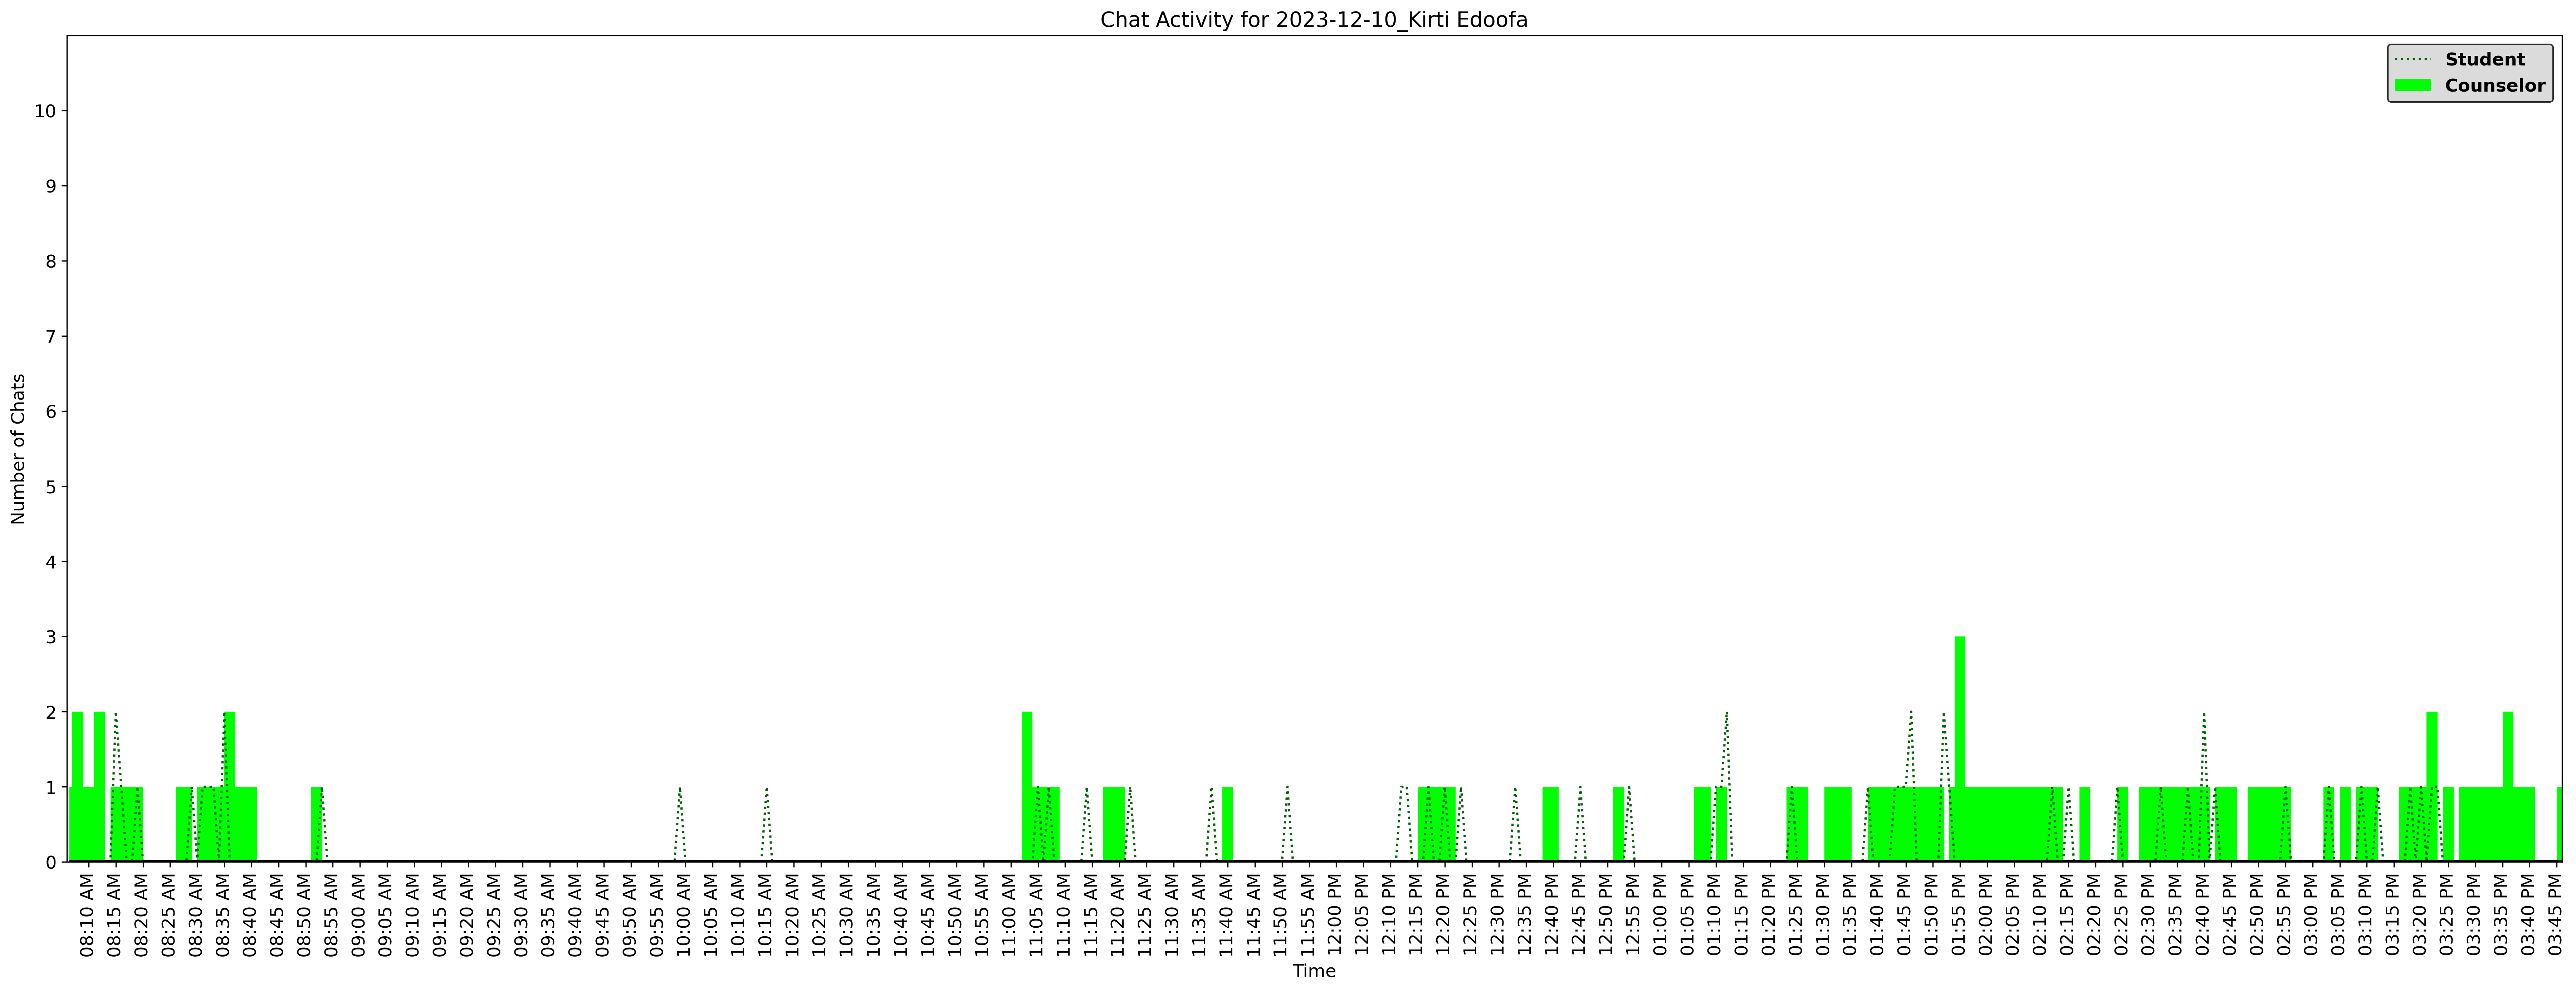 Chat Activity for 2023-12-10_Kirti Edoofa
Student
Counselor
Number of Chats
10
9
8
7
6
5
4
3
2
1
0
08:10 AM
08:15 AM
08:20 AM
08:25 AM
08:30 AM
08:35 AM
08:40 AM
08:45 AM
08:50 AM
08:55 AM
09:00 AM
09:05 AM
09:10 AM
09:15 AM
09:20 AM
09:25 AM
09:30 AM
09:35 AM
09:40 AM
09:45 AM
09:50 AM
09:55 AM
10:00 AM
10:05 AM
10:10 AM
10:15 AM
10:20 AM
10:25 AM
10:30 AM
10:35 AM
10:40 AM
10:45 AM
10:50 AM
10:55 AM
11:00 AM
11:05 AM
11:10 AM
11:15 AM
11:20 AM
11:25 AM
11:30 AM
11:35 AM
11:40 AM
11:45 AM
11:50 AM
11:55 AM
12:00 PM
12:05 PM
12:10 PM
12:15 PM
12:20 PM
12:25 PM
12:30 PM
12:35 PM
12:40 PM
12:45 PM
12:50 PM
12:55 PM
01:00 PM
01:05 PM
01:10 PM
01:15 PM
01:20 PM
01:25 PM
01:30 PM
01:35 PM
01:40 PM
01:45 PM
01:50 PM
01:55 PM
02:00 PM
02:05 PM
02:10 PM
02:15 PM
02:20 PM
02:25 PM
02:30 PM
02:35 PM
02:40 PM
02:45 PM
02:50 PM
02:55 PM
03:00 PM
03:05 PM
03:10 PM
03:15 PM
03:20 PM
03:25 PM
03:30 PM
03:35 PM
03:40 PM
03:45 PM
Time